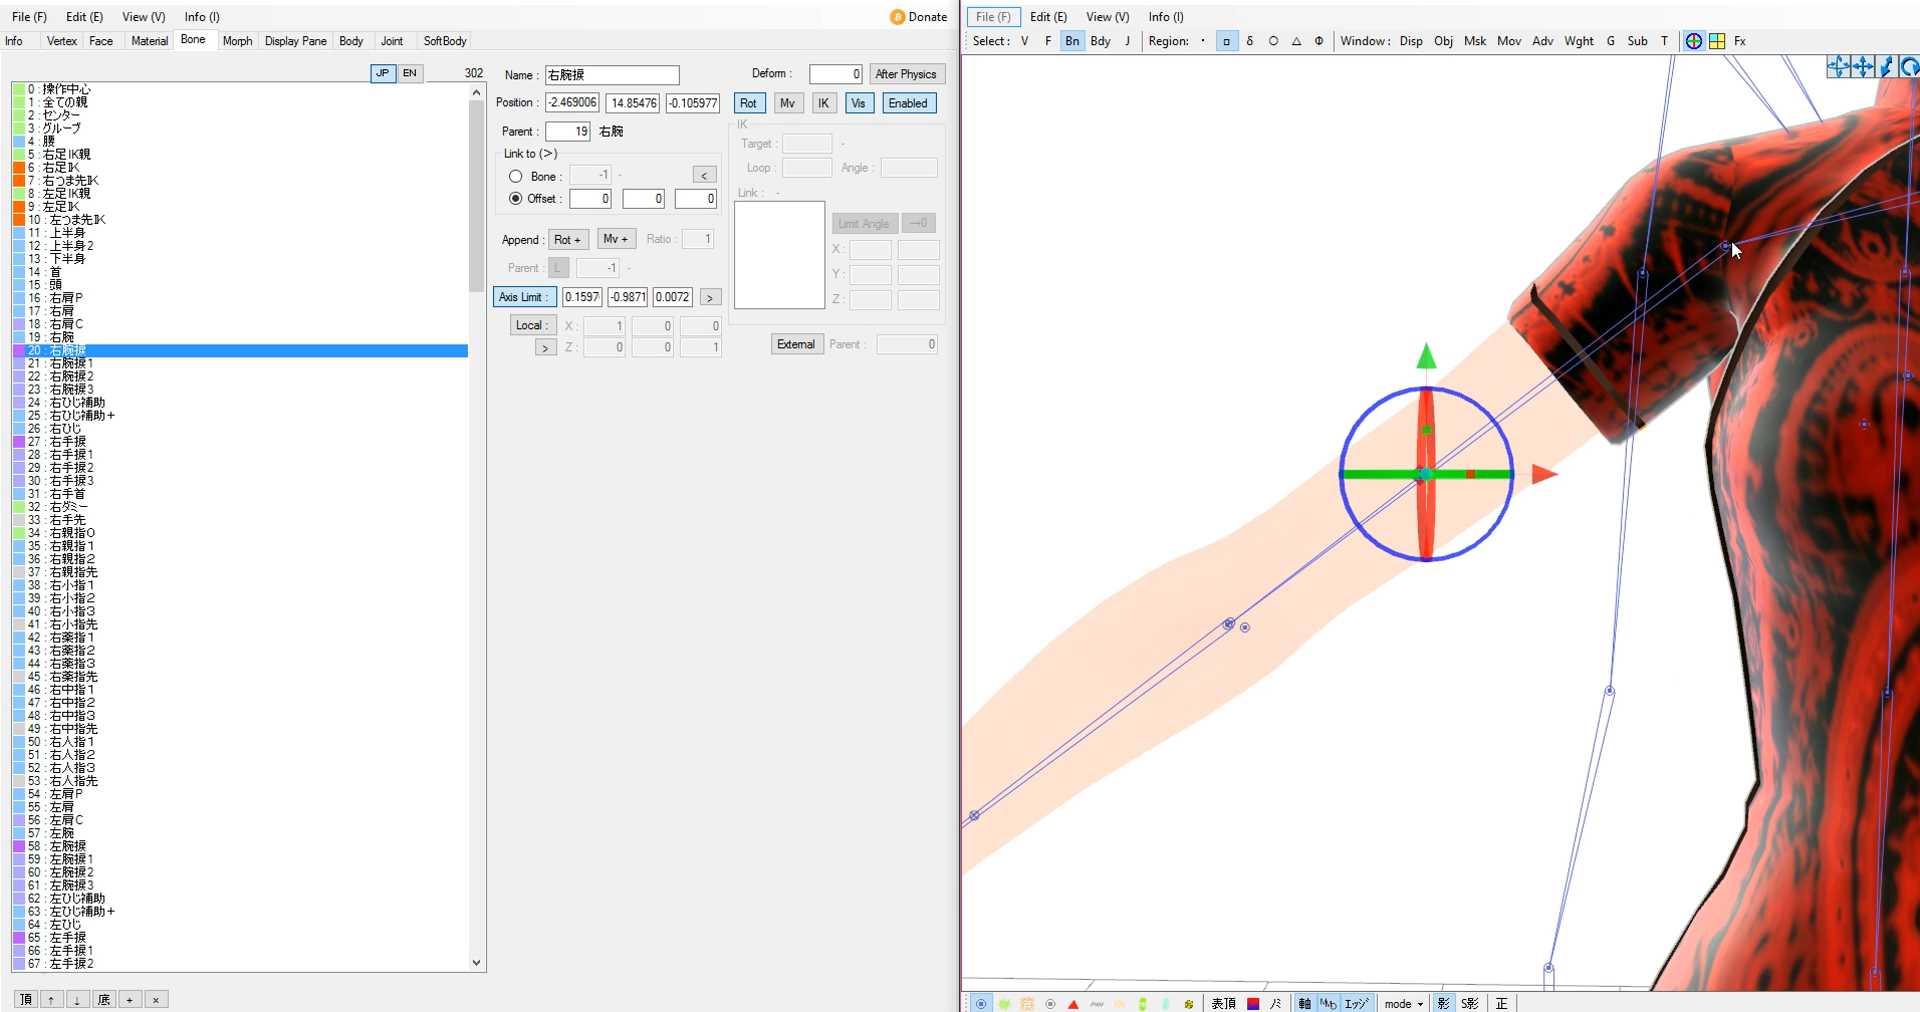 File (F) Edit (E) View (V) Info (I) Donate
Info Vertex Face Material Bone Morph Display Pane Body Joint SoftBody
JP EN 302
0 : 操作中心
1 : 全ての親
2 : センター
3 : グルーブ
4 : 腰
5 : 右足IK親
6 : 右足IK
7 : 右つま先IK
8 : 左足IK親
9 : 左足IK
10 : 左つま先IK
11 : 上半身
12 : 上半身2
13 : 下半身
14 : 首
15 : 頭
16 : 右肩P
17 : 右肩
18 : 右肩C
19 : 右腕
20 : 右腕捩
21 : 右腕捩1
22 : 右腕捩2
23 : 右腕捩3
24 : 右ひじ補助
25 : 右ひじ補助+
26 : 右ひじ
27 : 右手捩
28 : 右手捩1
29 : 右手捩2
30 : 右手捩3
31 : 右手首
32 : 右ダミー
33 : 右手先
34 : 右親指0
35 : 右親指1
36 : 右親指2
37 : 右親指先
38 : 右小指1
39 : 右小指2
40 : 右小指3
41 : 右小指先
42 : 右薬指1
43 : 右薬指2
44 : 右薬指3
45 : 右薬指先
46 : 右中指1
47 : 右中指2
48 : 右中指3
49 : 右中指先
50 : 右人指1
51 : 右人指2
52 : 右人指3
53 : 右人指先
54 : 左肩P
55 : 左肩
56 : 左肩C
57 : 左腕
58 : 左腕捩
59 : 左腕捩1
60 : 左腕捩2
61 : 左腕捩3
62 : 左ひじ補助
63 : 左ひじ補助+
64 : 左ひじ
65 : 左手捩
66 : 左手捩1
67 : 左手捩2
頂 ↑ ↓ 底 + ×
Name : 右腕捩 Deform : 0 After Physics
Position : -2.469006 14.85476 -0.105977 Rot Mv IK Vis Enabled
Parent : 19 右腕
Link to (>)
Bone : -1 - <
Offset : 0 0 0
Append : Rot + Mv + Ratio : 1
Parent : L -1 -
Axis Limit : 0.1597 -0.9871 0.0072 >
Local : X : 1 0 0
> Z : 0 0 1
IK
Target : -
Loop : Angle :
Link : -
Limit Angle →0
X :
Y :
Z :
External Parent : 0
File (F) Edit (E) View (V) Info (I)
Select : V F Bn Bdy J Region : · □ δ ○ △ Φ Window : Disp Obj Msk Mov Adv Wght G Sub T Fx
表頂 軸 エッジ mode 影 S影 正